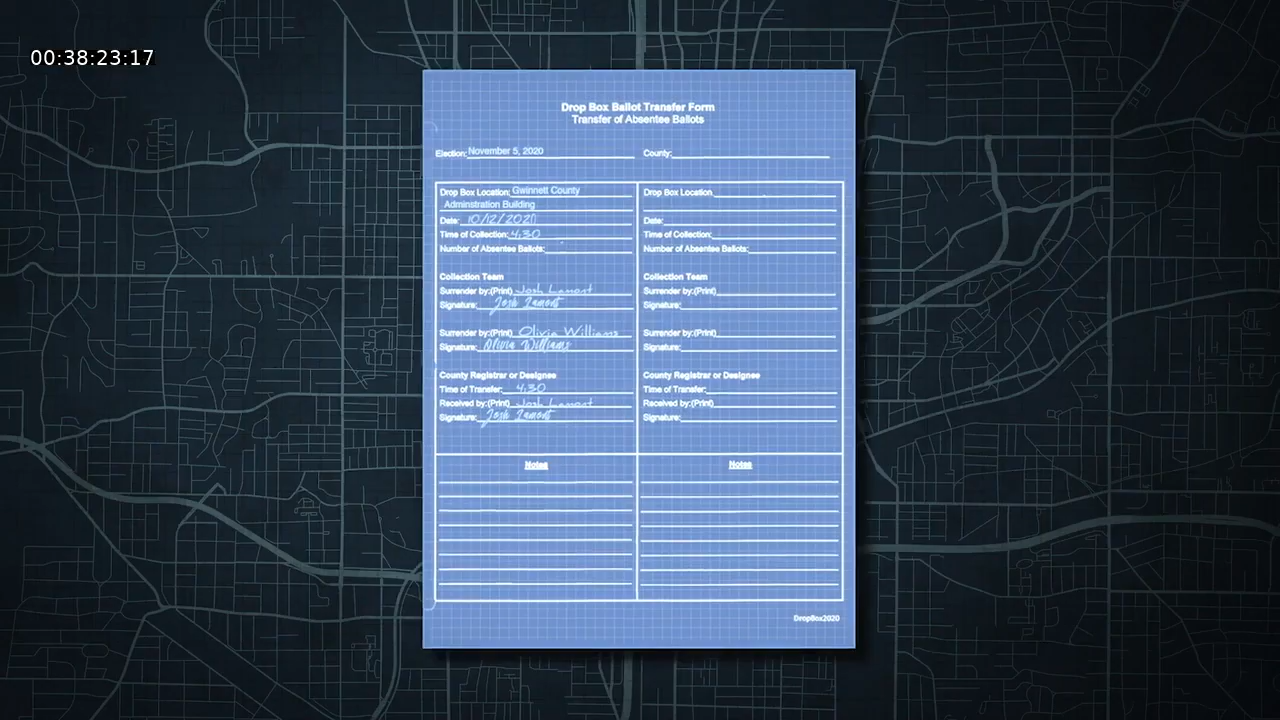 00:38:23:17
Drop Box Ballot Transfer Form
Transfer of Absentee Ballots
Election: November 5, 2020 County:
Drop Box Location: Gwinnett County
Adminstration Building
Date: 10/12/2020
Time of Collection: 4:30
Number of Absentee Ballots:
Collection Team
Surrender by:(Print) Josh Lamont
Signature: Josh Lamont
Surrender by:(Print) Olivia Williams
Signature: Olivia Williams
County Registrar or Designee
Time of Transfer: 4:30
Received by:(Print) Josh Lamont
Signature: Josh Lamont
Notes
Drop Box Location
Date:
Time of Collection:
Number of Absentee Ballots:
Collection Team
Surrender by:(Print)
Signature:
Surrender by:(Print)
Signature:
County Registrar or Designee
Time of Transfer:
Received by:(Print)
Signature:
Notes
DropBox2020